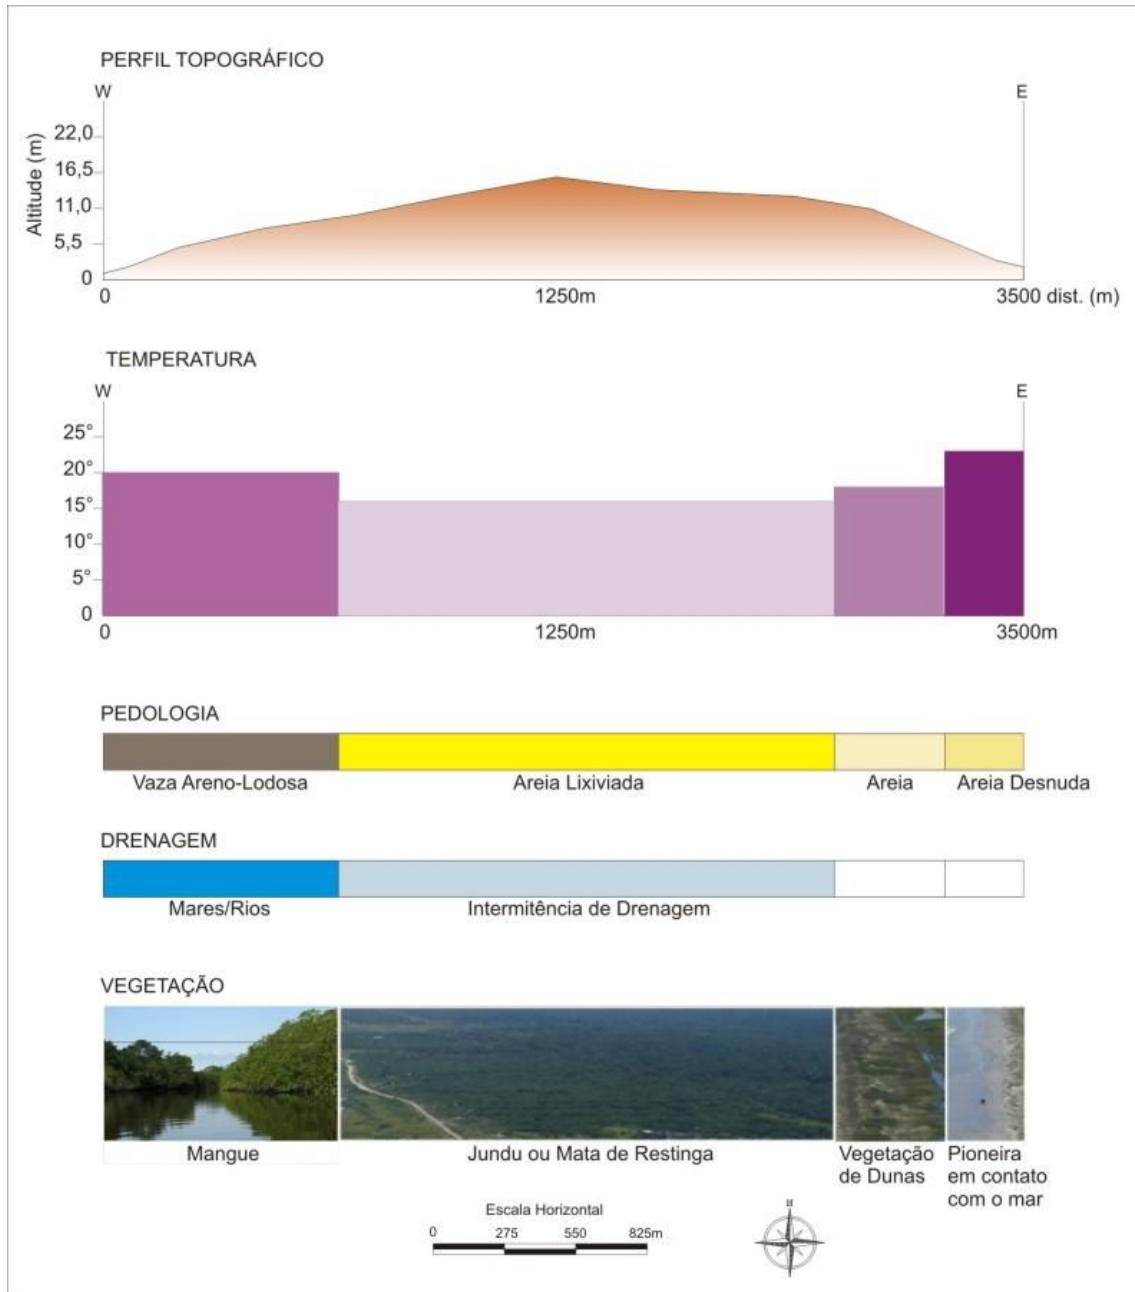 PERFIL TOPOGRÁFICO
W
E
Altitude (m)
22,0
16,5
11,0
5,5
0
0
1250m
3500 dist. (m)
TEMPERATURA
W
E
25°
20°
15°
10°
5°
0
0
1250m
3500m
PEDOLOGIA
Vaza Areno-Lodosa
Areia Lixiviada
Areia
Areia Desnuda
DRENAGEM
Mares/Rios
Intermitência de Drenagem
VEGETAÇÃO
Mangue
Jundu ou Mata de Restinga
Vegetação
de Dunas
Pioneira
em contato
com o mar
Escala Horizontal
0 275 550 825m